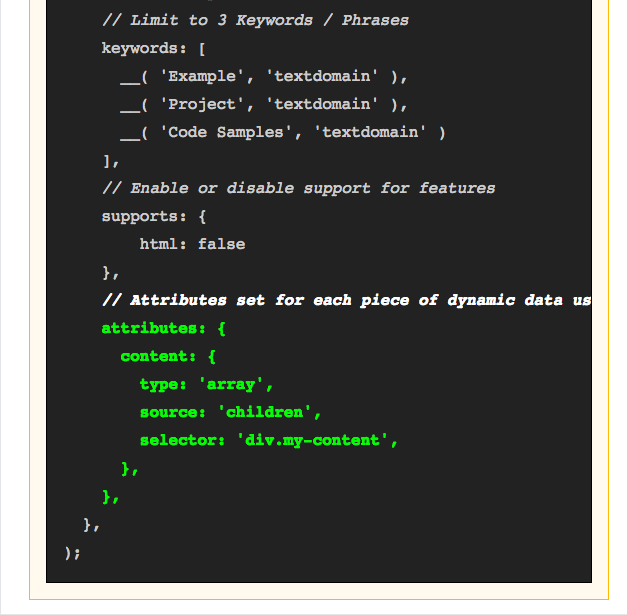 // Limit to 3 Keywords / Phrases
keywords: [
__( 'Example', 'textdomain' ),
__( 'Project', 'textdomain' ),
__( 'Code Samples', 'textdomain' )
],
// Enable or disable support for features
supports: {
html: false
},
// Attributes set for each piece of dynamic data us
attributes: {
content: {
type: 'array',
source: 'children',
selector: 'div.my-content',
},
},
},
);